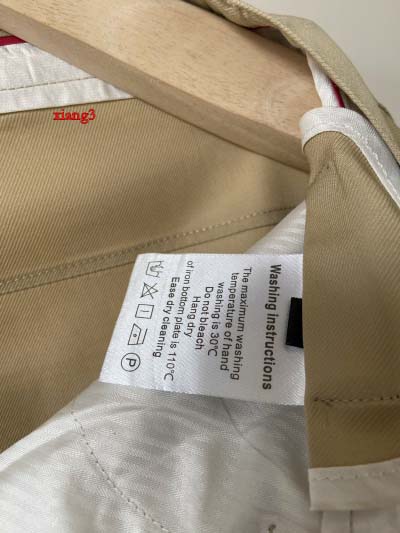 xiang3
Washing instructions
The maximum washing
temperature of hand
washing is 30℃
Do not bleach
Hang dry
of iron bottom plate is 110℃
Ease dry cleaning
P